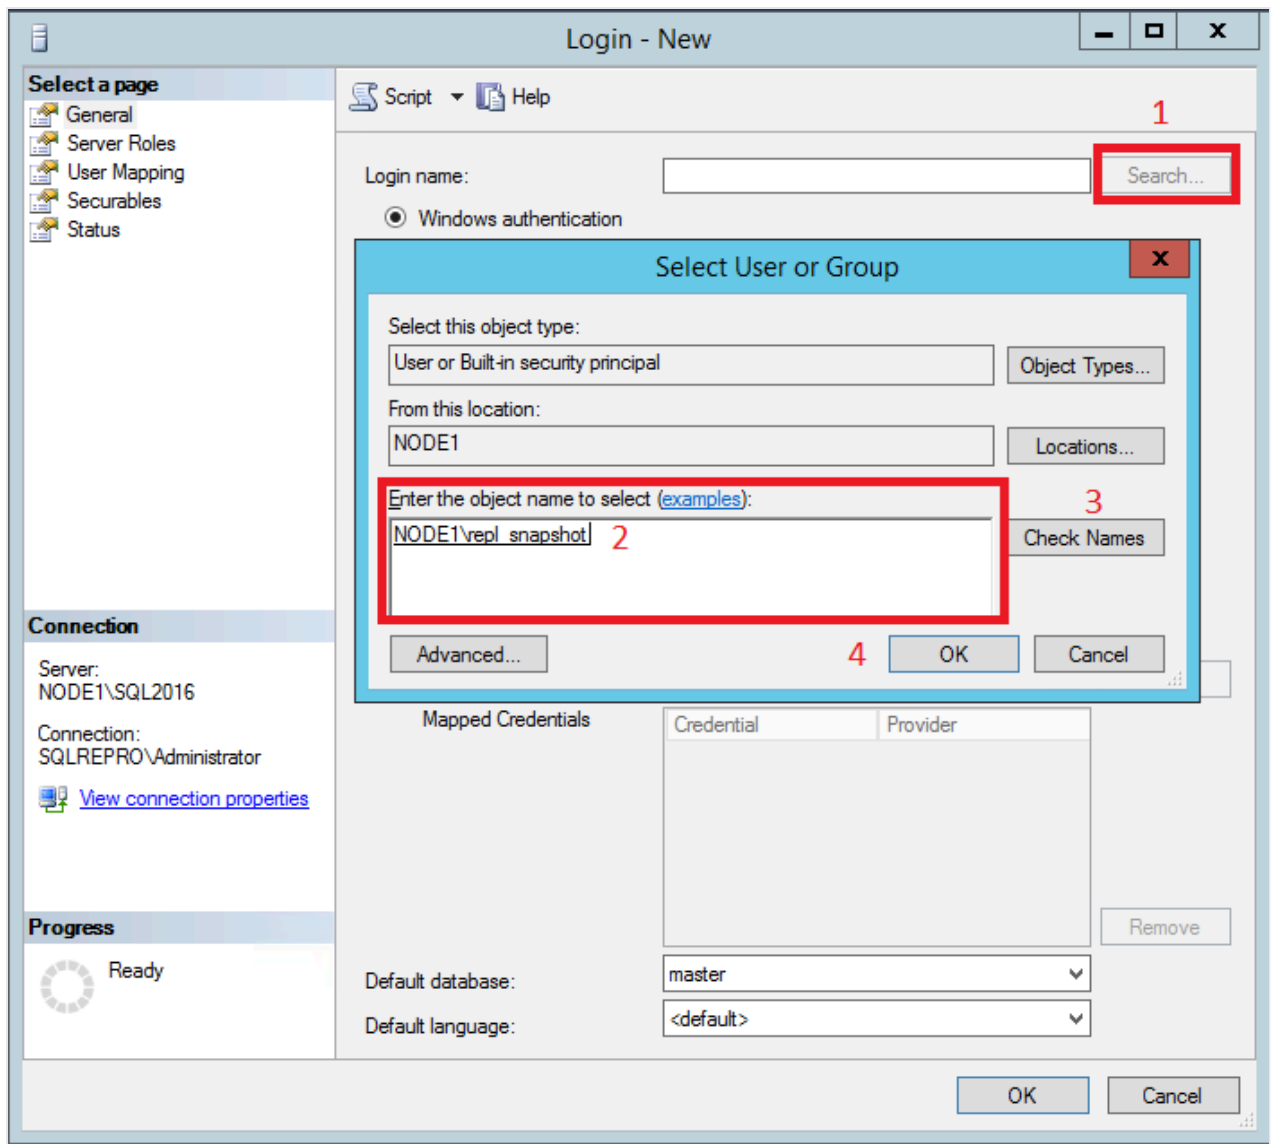 Login - New
Select a page
General
Server Roles
User Mapping
Securables
Status
Script
Help
1
Login name:
Search...
Windows authentication
Select User or Group
Select this object type:
User or Built-in security principal
Object Types...
From this location:
NODE1
Locations...
Enter the object name to select (examples):
3
NODE1\repl_snapshot
2
Check Names
Advanced...
4
OK
Cancel
Connection
Server:
NODE1\SQL2016
Connection:
SQLREPRO\Administrator
View connection properties
Mapped Credentials
Credential
Provider
Progress
Ready
Remove
Default database:
master
Default language:
<default>
OK
Cancel